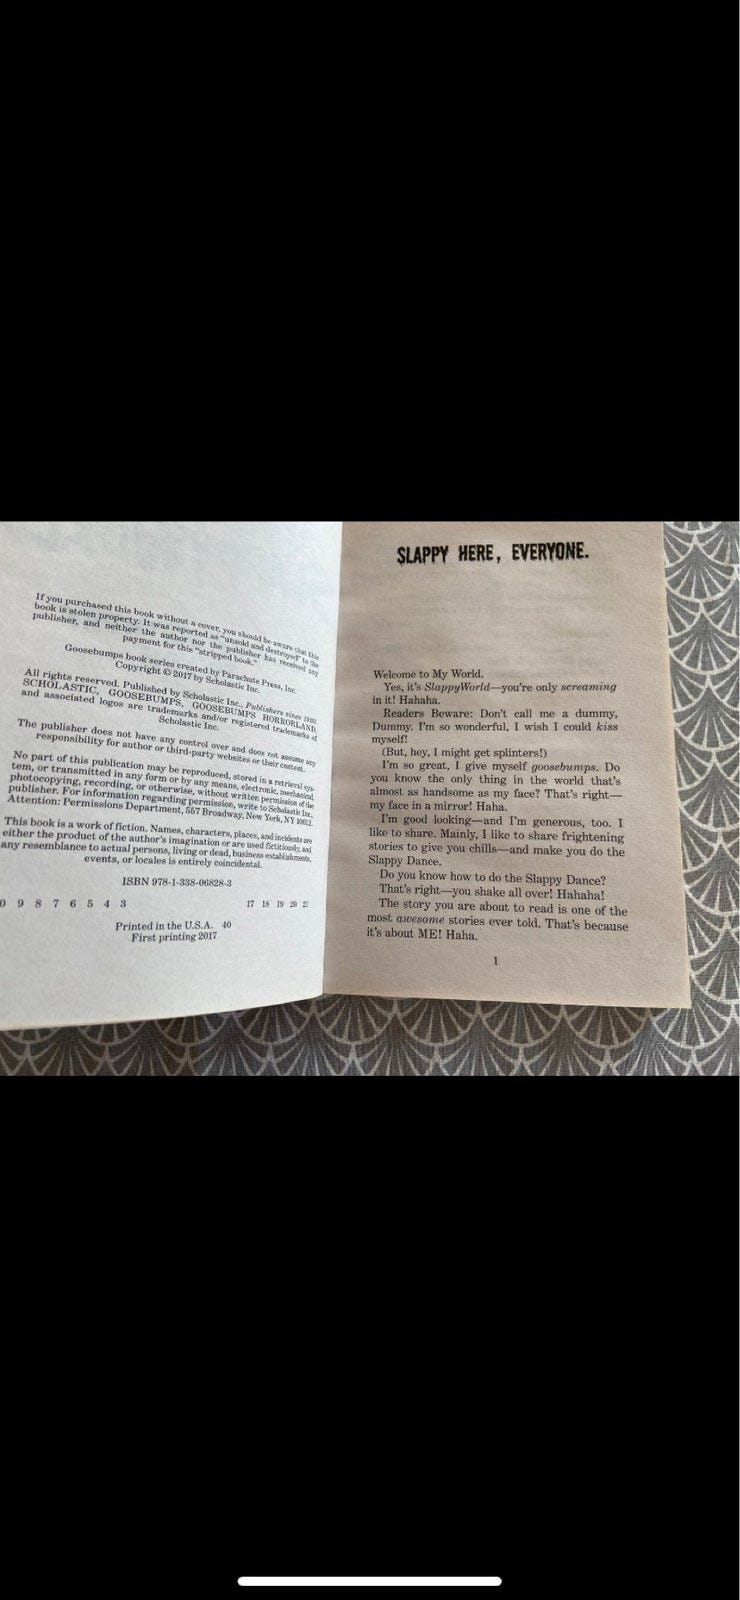 If you purchased this book without a cover, you should be aware that this
book is stolen property. It was reported as "unsold and destroyed" to the
publisher, and neither the author nor the publisher has received any
payment for this "stripped book."
Goosebumps book series created by Parachute Press, Inc.
Copyright © 2017 by Scholastic Inc.
All rights reserved. Published by Scholastic Inc., Publishers since 1920.
SCHOLASTIC, GOOSEBUMPS, GOOSEBUMPS HORRORLAND,
and associated logos are trademarks and/or registered trademarks of
Scholastic Inc.
The publisher does not have any control over and does not assume any
responsibility for author or third-party websites or their content.
No part of this publication may be reproduced, stored in a retrieval sys-
tem, or transmitted in any form or by any means, electronic, mechanical,
photocopying, recording, or otherwise, without written permission of the
publisher. For information regarding permission, write to Scholastic Inc.,
Attention: Permissions Department, 557 Broadway, New York, NY 10012.
This book is a work of fiction. Names, characters, places, and incidents are
either the product of the author's imagination or are used fictitiously, and
any resemblance to actual persons, living or dead, business establishments,
events, or locales is entirely coincidental.
ISBN 978-1-338-06828-3
0 9 8 7 6 5 4 3 17 18 19 20 21
Printed in the U.S.A. 40
First printing 2017
SLAPPY HERE, EVERYONE.
Welcome to My World.
Yes, it's SlappyWorld—you're only screaming
in it! Hahaha.
Readers Beware: Don't call me a dummy,
Dummy. I'm so wonderful, I wish I could kiss
myself!
(But, hey, I might get splinters!)
I'm so great, I give myself goosebumps. Do
you know the only thing in the world that's
almost as handsome as my face? That's right—
my face in a mirror! Haha.
I'm good looking—and I'm generous, too. I
like to share. Mainly, I like to share frightening
stories to give you chills—and make you do the
Slappy Dance.
Do you know how to do the Slappy Dance?
That's right—you shake all over! Hahaha!
The story you are about to read is one of the
most awesome stories ever told. That's because
it's about ME! Haha.
1